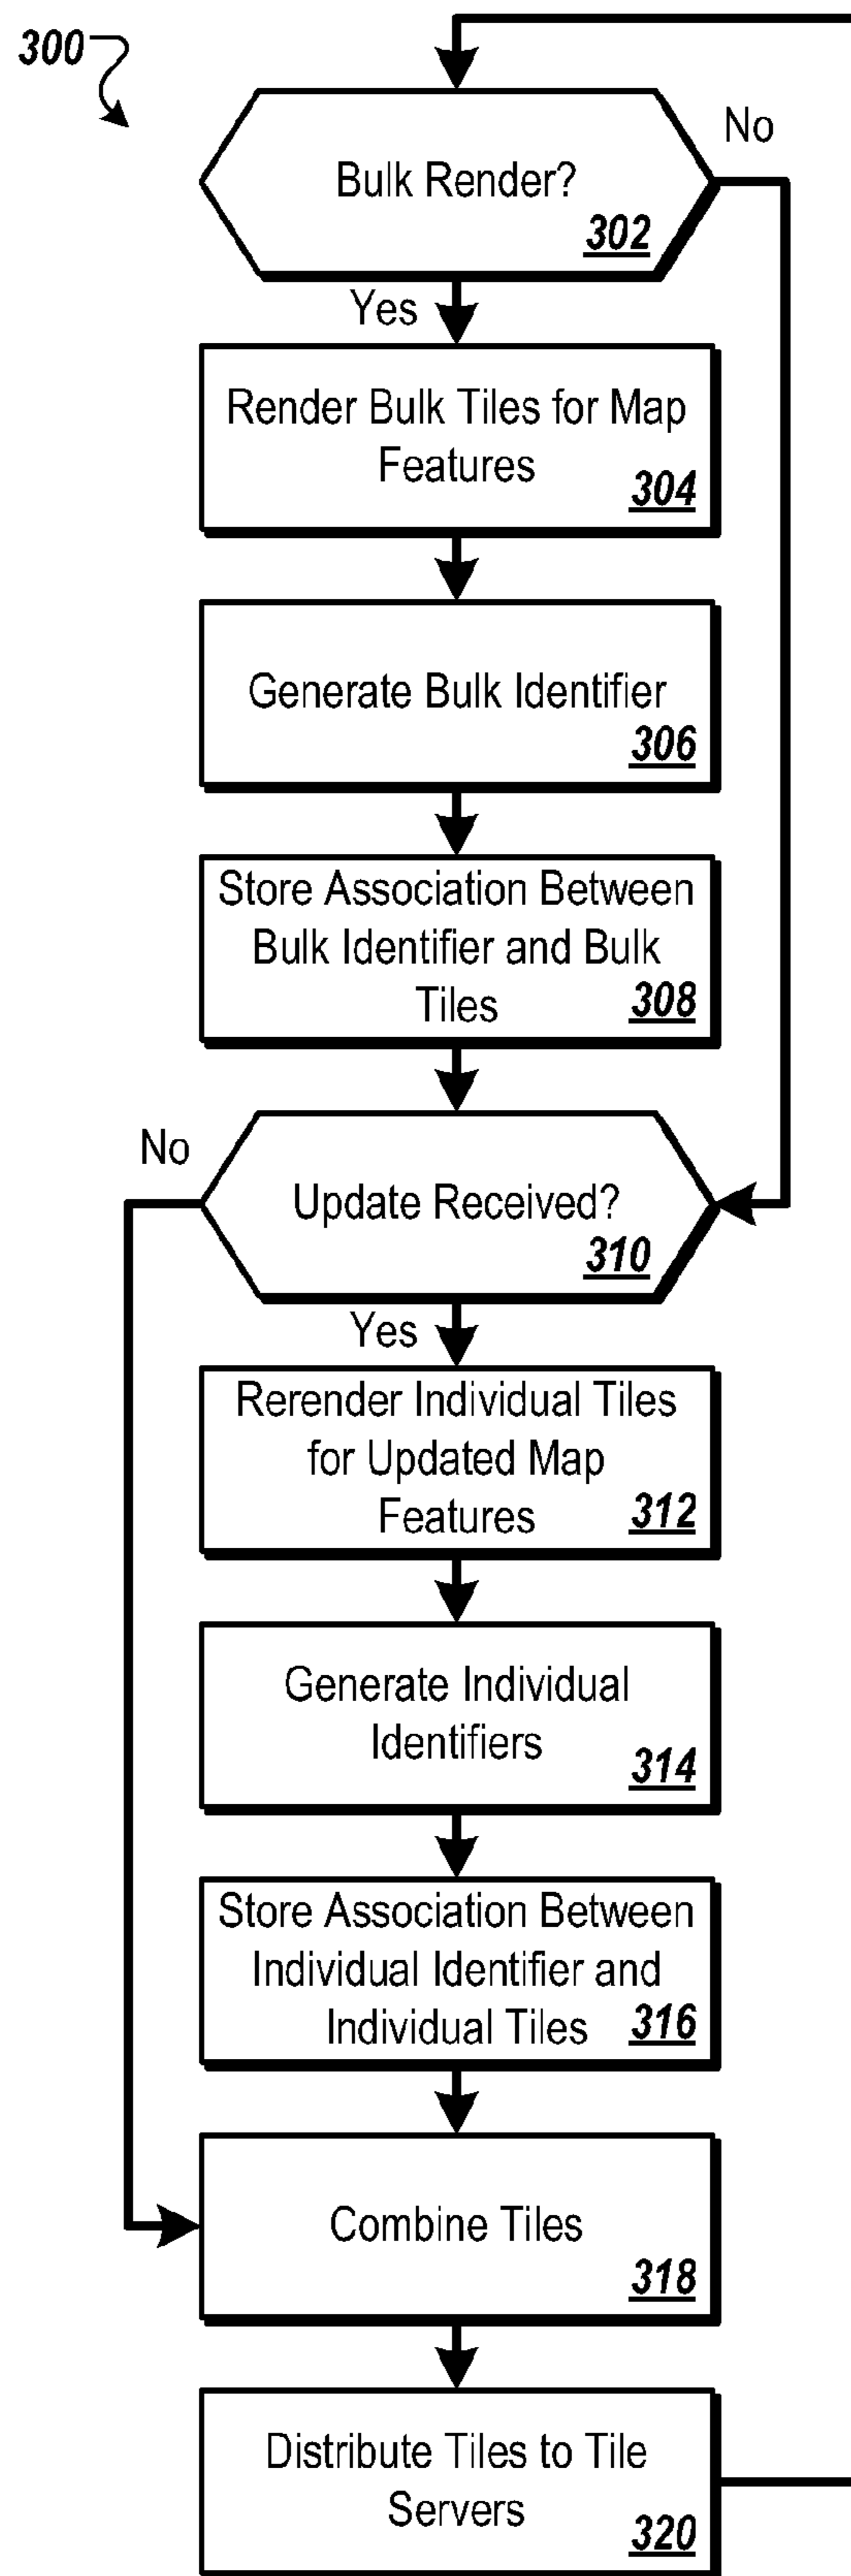 300
No
Bulk Render?
302
Yes
Render Bulk Tiles for Map
Features
304
Generate Bulk Identifier
306
Store Association Between
Bulk Identifier and Bulk
Tiles
308
No
Update Received?
310
Yes
Rerender Individual Tiles
for Updated Map
Features
312
Generate Individual
Identifiers
314
Store Association Between
Individual Identifier and
Individual Tiles
316
Combine Tiles
318
Distribute Tiles to Tile
Servers
320